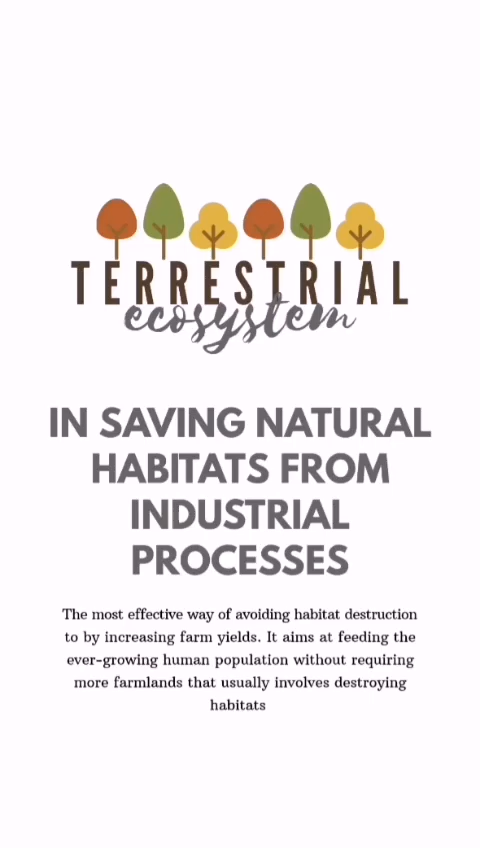 TERRESTRIAL
ecosystem
IN SAVING NATURAL
HABITATS FROM
INDUSTRIAL
PROCESSES
The most effective way of avoiding habitat destruction
to by increasing farm yields. It aims at feeding the
ever-growing human population without requiring
more farmlands that usually involves destroying
habitats